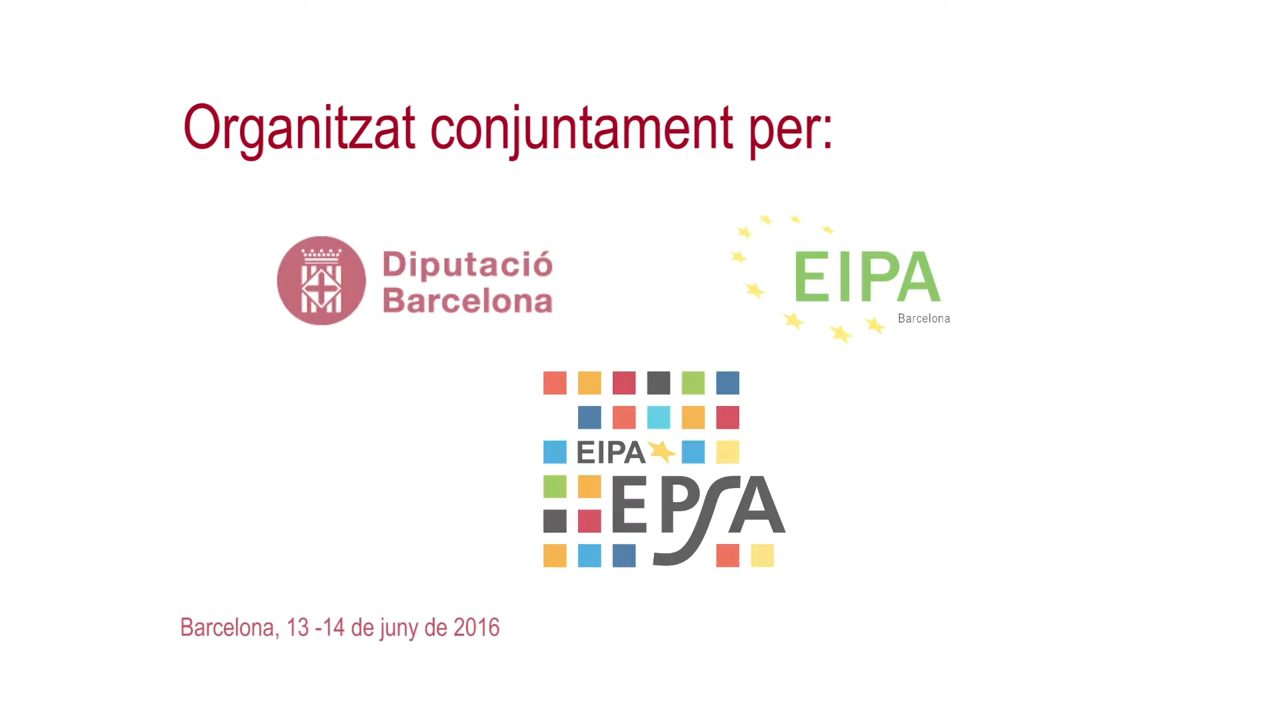 Organitzat conjuntament per:
Diputació
Barcelona
EIPA
Barcelona
EIPA
EPSA
Barcelona, 13 -14 de juny de 2016